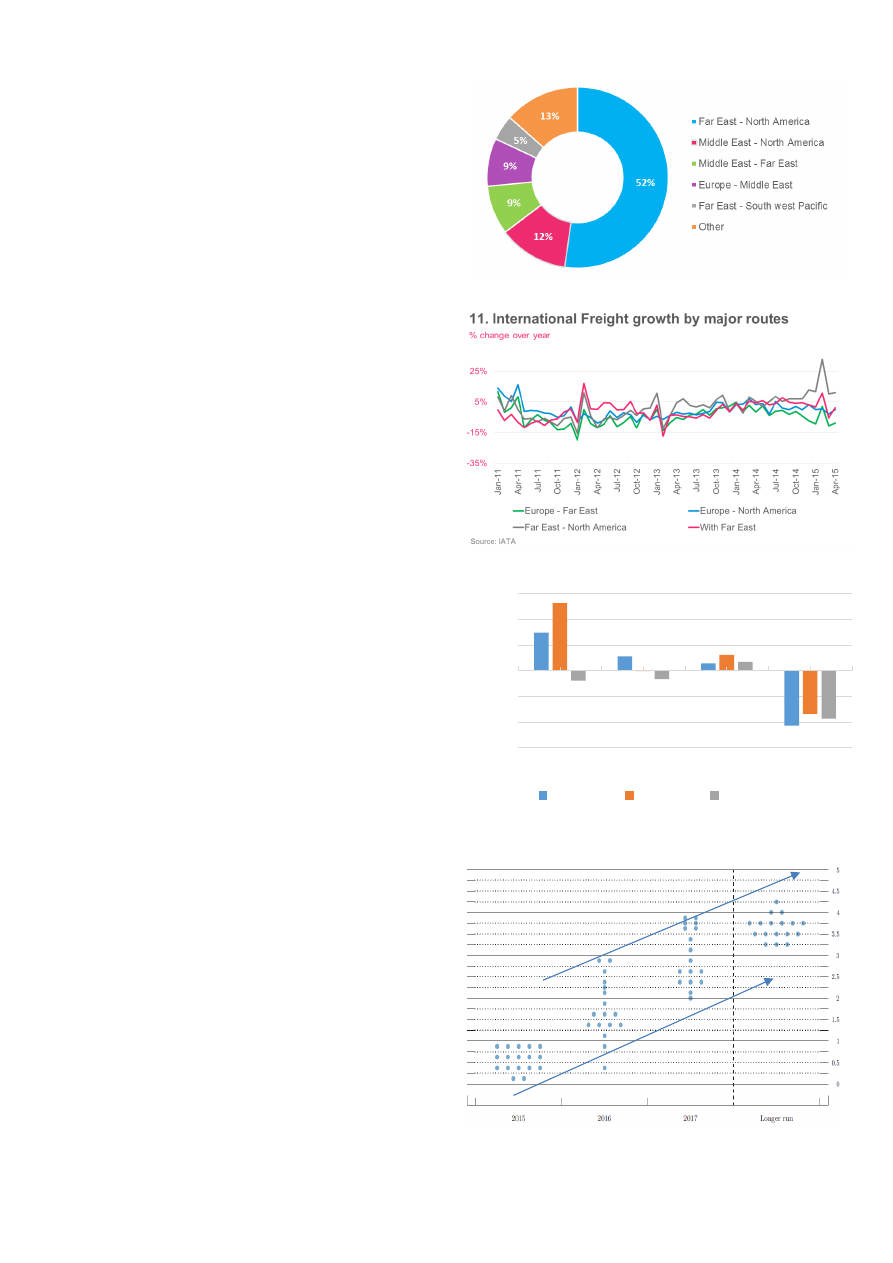 13%
5%
9%
9%
12%
52%
Far East - North America
Middle East - North America
Middle East - Far East
Europe - Middle East
Far East - South west Pacific
Other
11. International Freight growth by major routes
% change over year
25%
5%
-15%
-35%
Jan-11
Apr-11
Jul-11
Oct-11
Jan-12
Apr-12
Jul-12
Oct-12
Jan-13
Apr-13
Jul-13
Oct-13
Jan-14
Apr-14
Jul-14
Oct-14
Jan-15
Apr-15
Europe - Far East
Europe - North America
Far East - North America
With Far East
Source: IATA
5
4.5
4
3.5
3
2.5
2
1.5
1
0.5
0
2015
2016
2017
Longer run